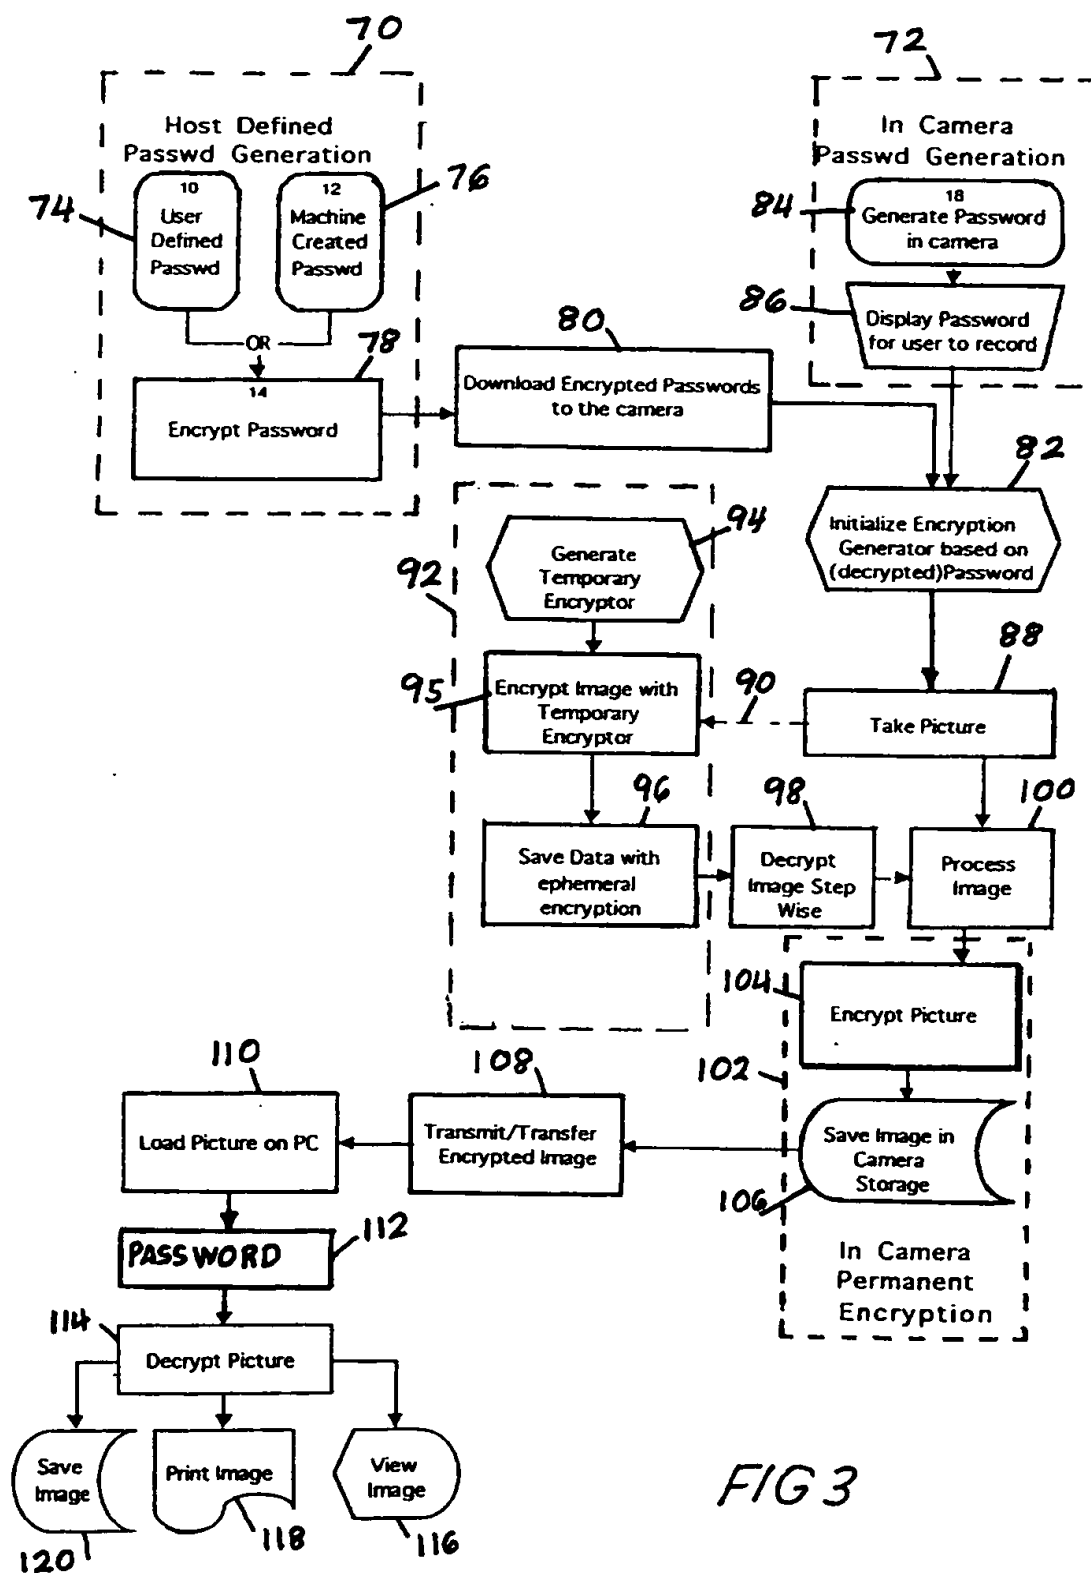 70
72
Host Defined
Passwd Generation
In Camera
Passwd Generation
74
10
User
Defined
Passwd
12
Machine
Created
Passwd
76
84
18
Generate Password
in camera
86
Display Password
for user to record
OR
78
14
Encrypt Password
80
Download Encrypted Passwords
to the camera
82
Initialize Encryption
Generator based on
(decrypted)Password
92
94
Generate
Temporary
Encryptor
88
95
Encrypt Image with
Temporary
Encryptor
90
Take Picture
96
98
100
Save Data with
ephemeral
encryption
Decrypt
Image Step
Wise
Process
Image
104
Encrypt Picture
102
110
108
Load Picture on PC
Transmit/Transfer
Encrypted Image
Save Image in
Camera
Storage
106
PASSWORD
112
In Camera
Permanent
Encryption
114
Decrypt Picture
Save
Image
Print Image
View
Image
120
118
116
FIG 3